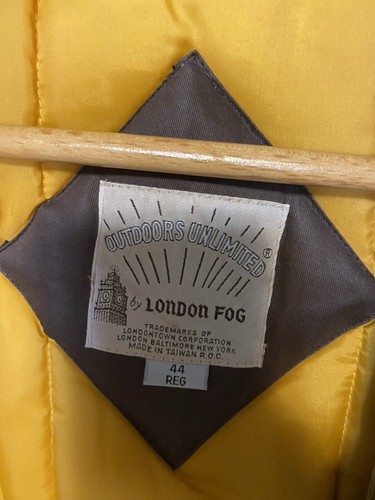 OUTDOORS UNLIMITED®
by LONDON FOG
TRADEMARKS OF
LONDONTOWN CORPORATION
LONDON BALTIMORE NEW YORK
MADE IN TAIWAN R.O.C.
44
REG